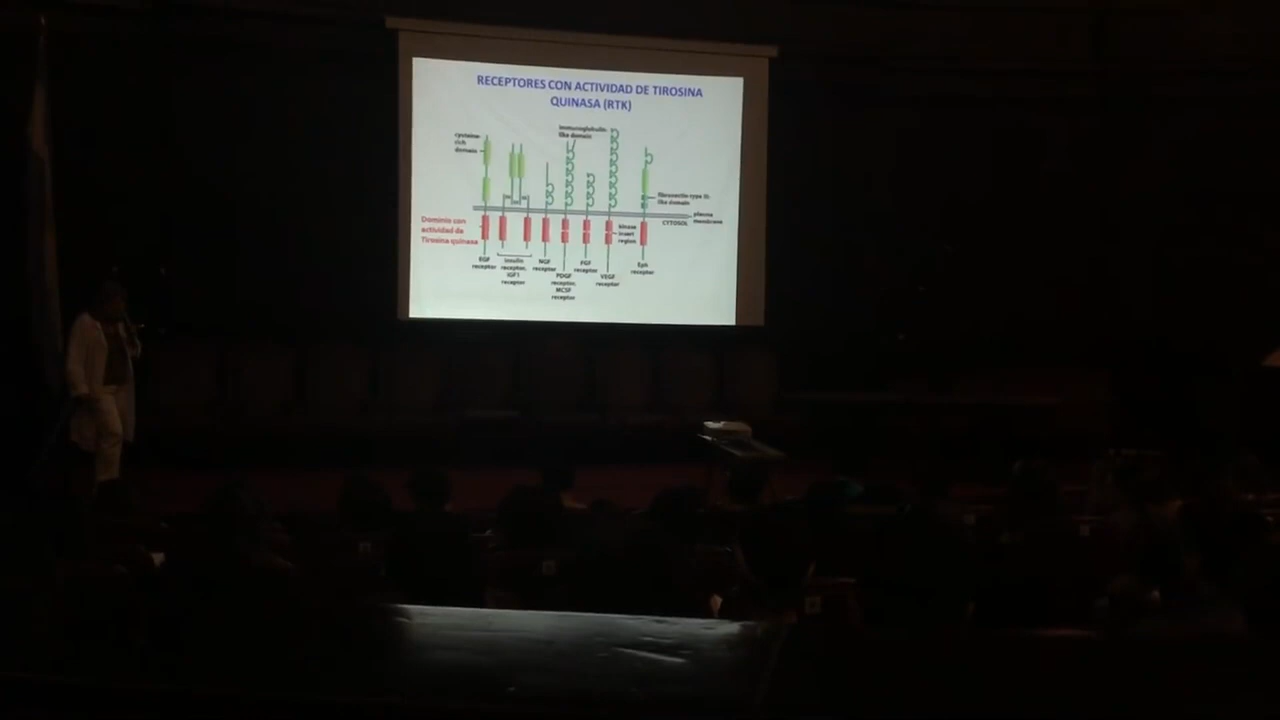 RECEPTORES CON ACTIVIDAD DE TIROSINA
QUINASA (RTK)
cysteine-
rich
domain
immunoglobulin-
like domain
fibronectin-type III-
like domain
plasma
membrane
CYTOSOL
Dominio con
actividad de
Tirosina quinasa
kinase
insert
region
EGF
receptor
insulin
receptor,
IGF1
receptor
NGF
receptor
PDGF
receptor,
MCSF
receptor
FGF
receptor
VEGF
receptor
Eph
receptor